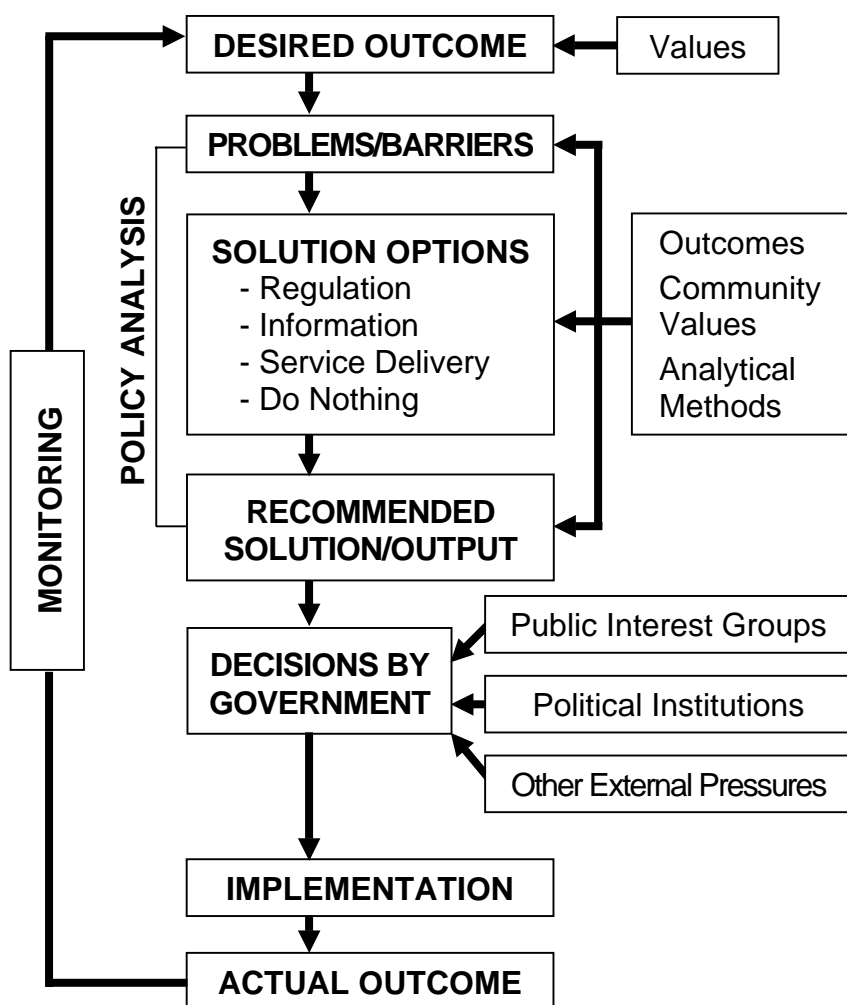 DESIRED OUTCOME
Values
PROBLEMS/BARRIERS
POLICY ANALYSIS
SOLUTION OPTIONS
- Regulation
- Information
- Service Delivery
- Do Nothing
Outcomes
Community
Values
Analytical
Methods
MONITORING
RECOMMENDED
SOLUTION/OUTPUT
DECISIONS BY
GOVERNMENT
Public Interest Groups
Political Institutions
Other External Pressures
IMPLEMENTATION
ACTUAL OUTCOME